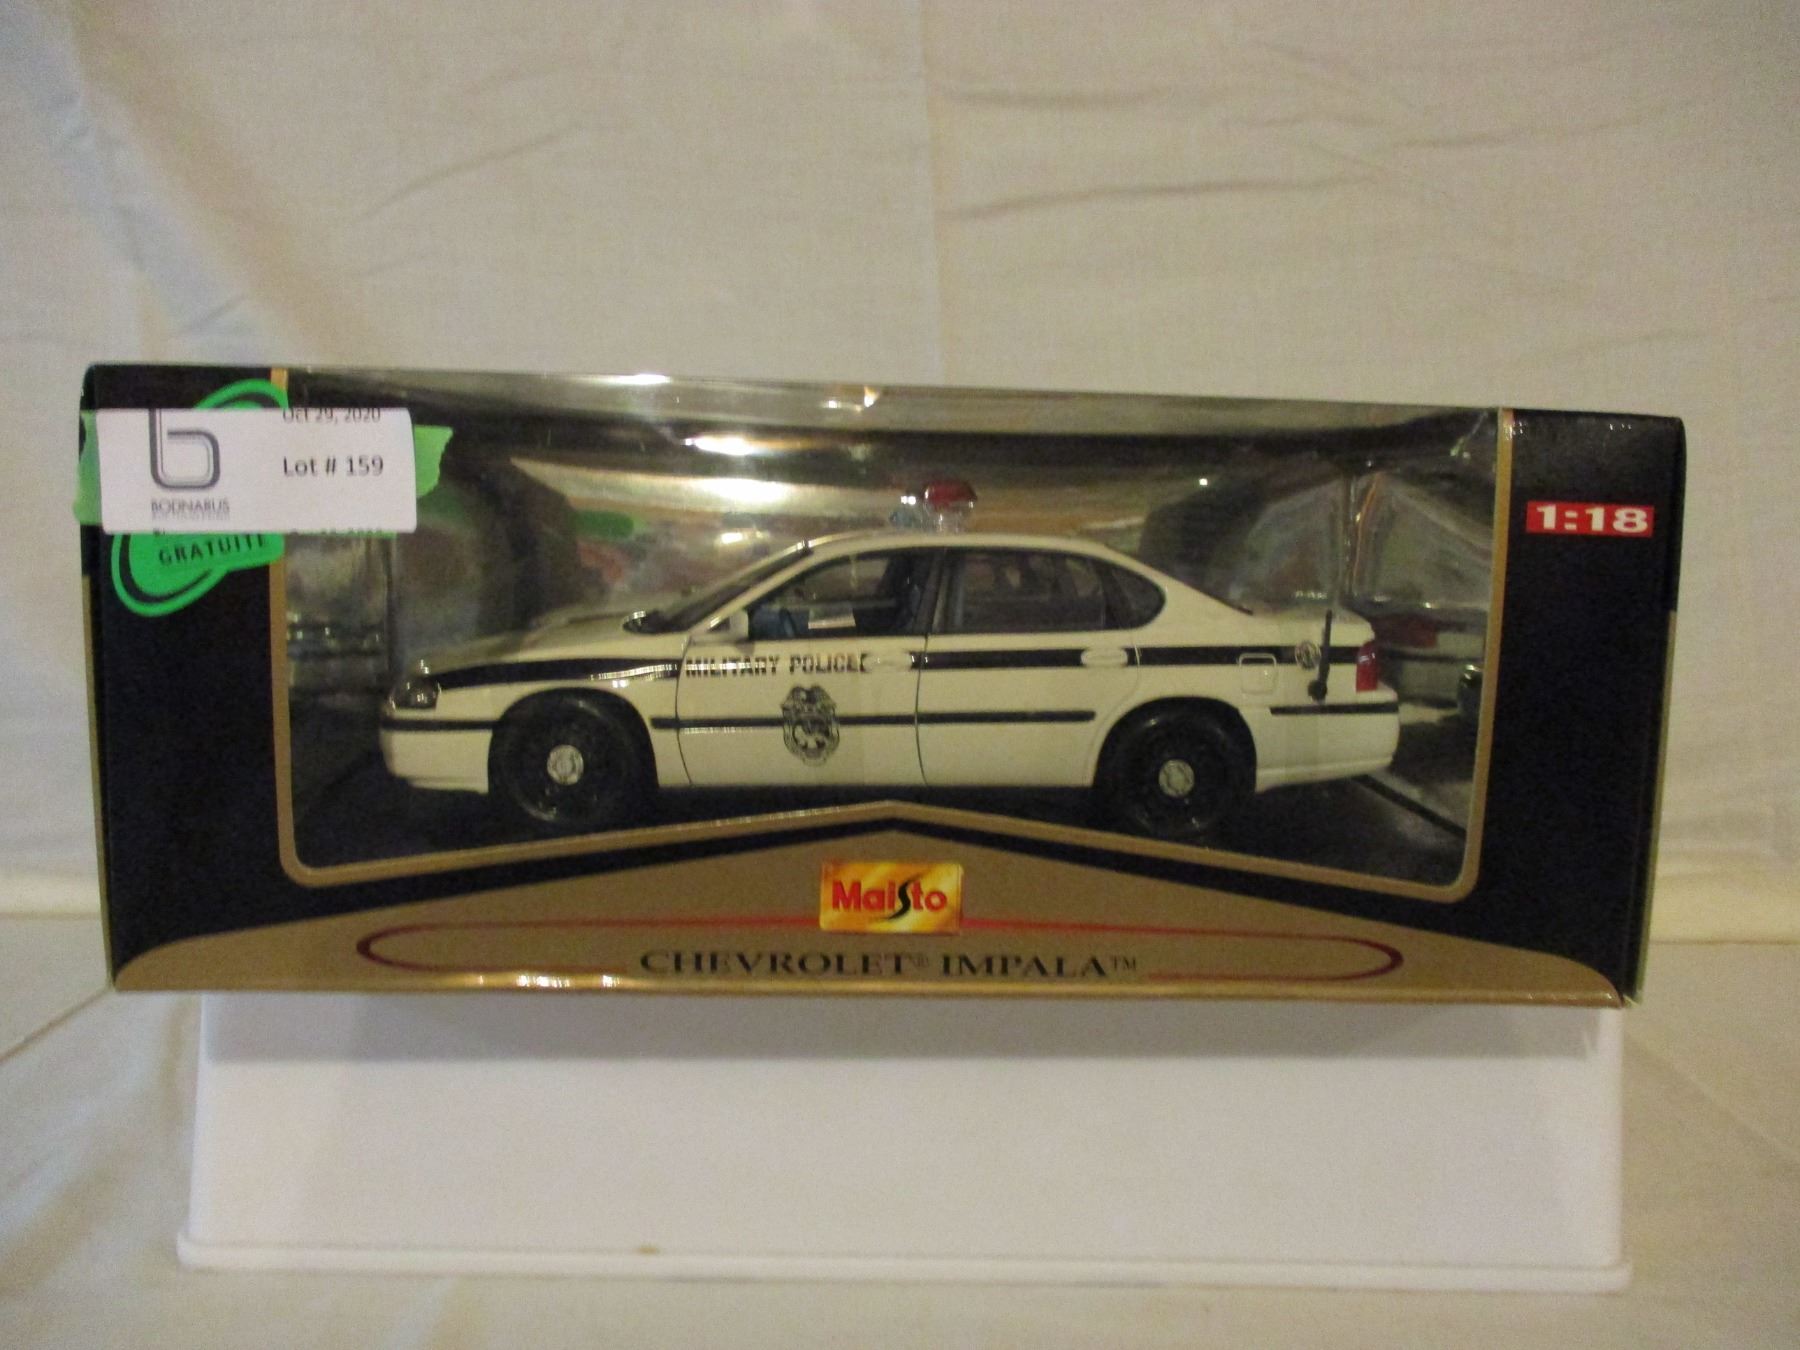 Oct 29, 2020
Lot # 159
BODNARUS
GRATUITE
1:18
MILITARY POLICE
Maisto
CHEVROLET® IMPALA™